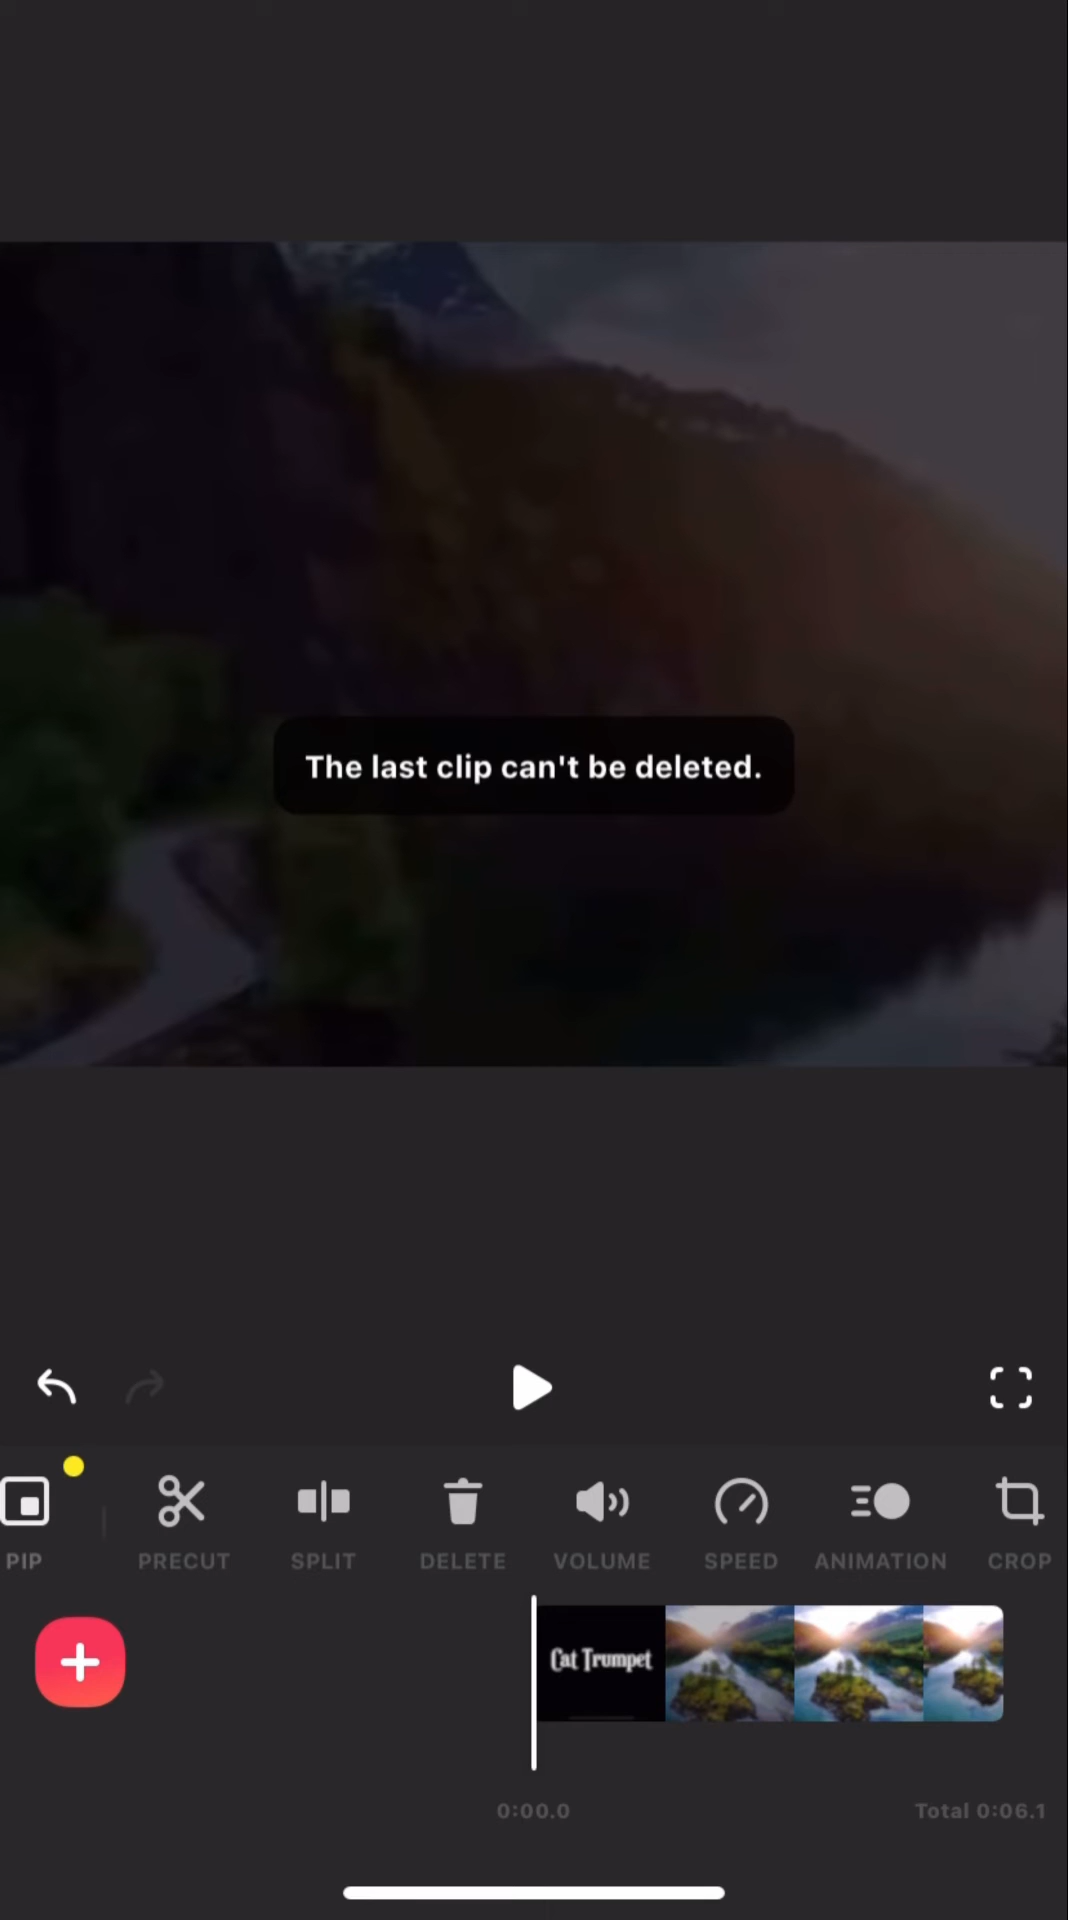 The last clip can't be deleted.
PIP
PRECUT
SPLIT
DELETE
VOLUME
SPEED
ANIMATION
CROP
Cat Trumpet
0:00.0
Total 0:06.1